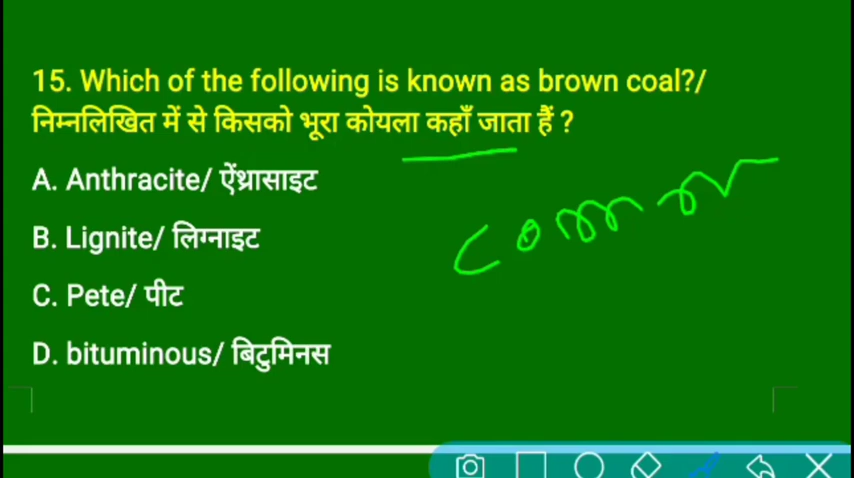 15. Which of the following is known as brown coal?/
निम्नलिखित में से किसको भूरा कोयला कहाँ जाता हैं ?
A. Anthracite/ ऐंथ्रासाइट
B. Lignite/ लिग्नाइट
C. Pete/ पीट
D. bituminous/ बिटुमिनस